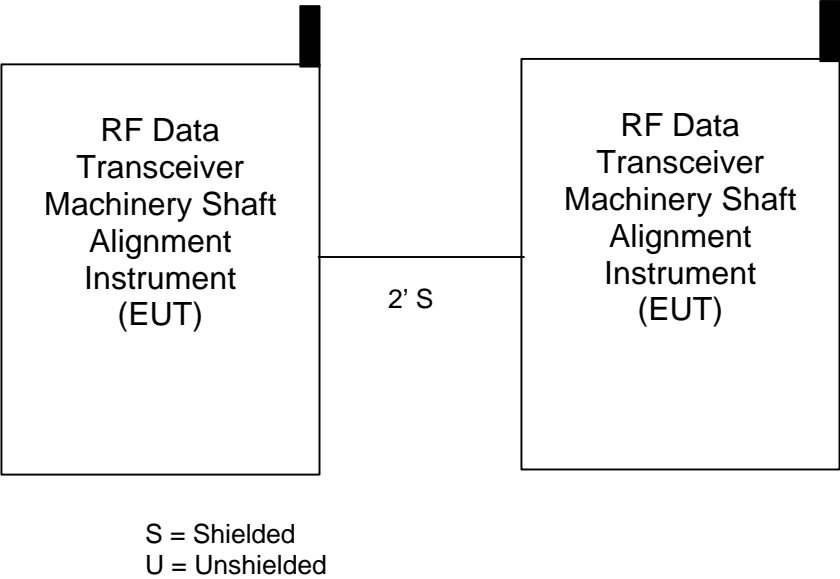 RF Data
Transceiver
Machinery Shaft
Alignment
Instrument
(EUT)
2’ S
RF Data
Transceiver
Machinery Shaft
Alignment
Instrument
(EUT)
S = Shielded
U = Unshielded